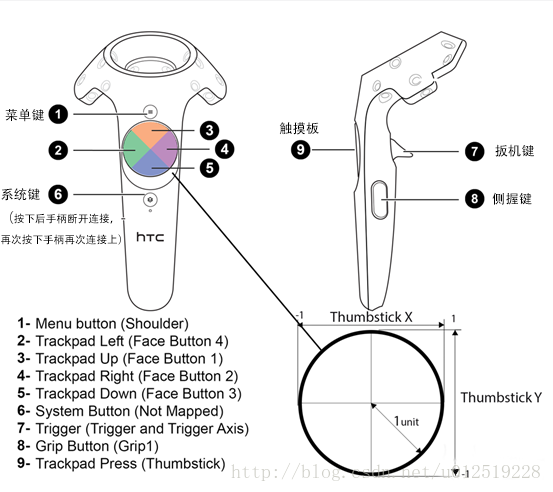 菜单键 1
2
3
4
5
系统键 6
(按下后手柄断开连接,
再次按下手柄再次连接上)
hTC
触摸板
9
7 扳机键
8 侧握键
1- Menu button (Shoulder)
2- Trackpad Left (Face Button 4)
3- Trackpad Up (Face Button 1)
4- Trackpad Right (Face Button 2)
5- Trackpad Down (Face Button 3)
6- System Button (Not Mapped)
7- Trigger (Trigger and Trigger Axis)
8- Grip Button (Grip1)
9- Trackpad Press (Thumbstick)
-1 Thumbstick X 1
1
Thumbstick Y
1unit
-1
http://blog.csdn.net/u012519228